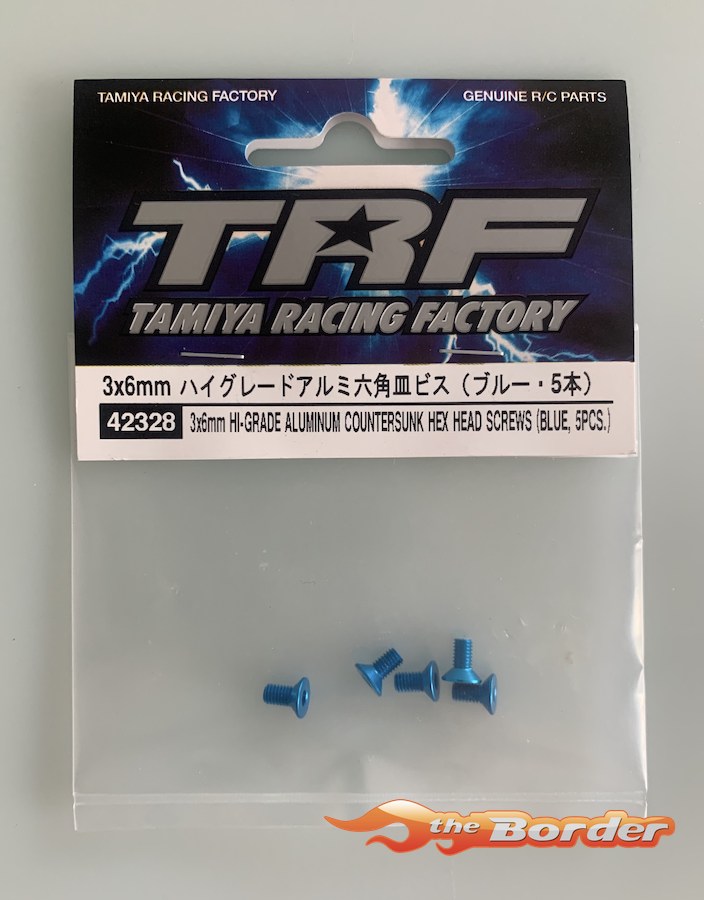 TAMIYA RACING FACTORY
GENUINE R/C PARTS
TRF
TAMIYA RACING FACTORY
3x6mm ハイグレードアルミ六角皿ビス（ブルー・5本）
42328 3x6mm HI-GRADE ALUMINUM COUNTERSUNK HEX HEAD SCREWS (BLUE, 5PCS.)
the Border